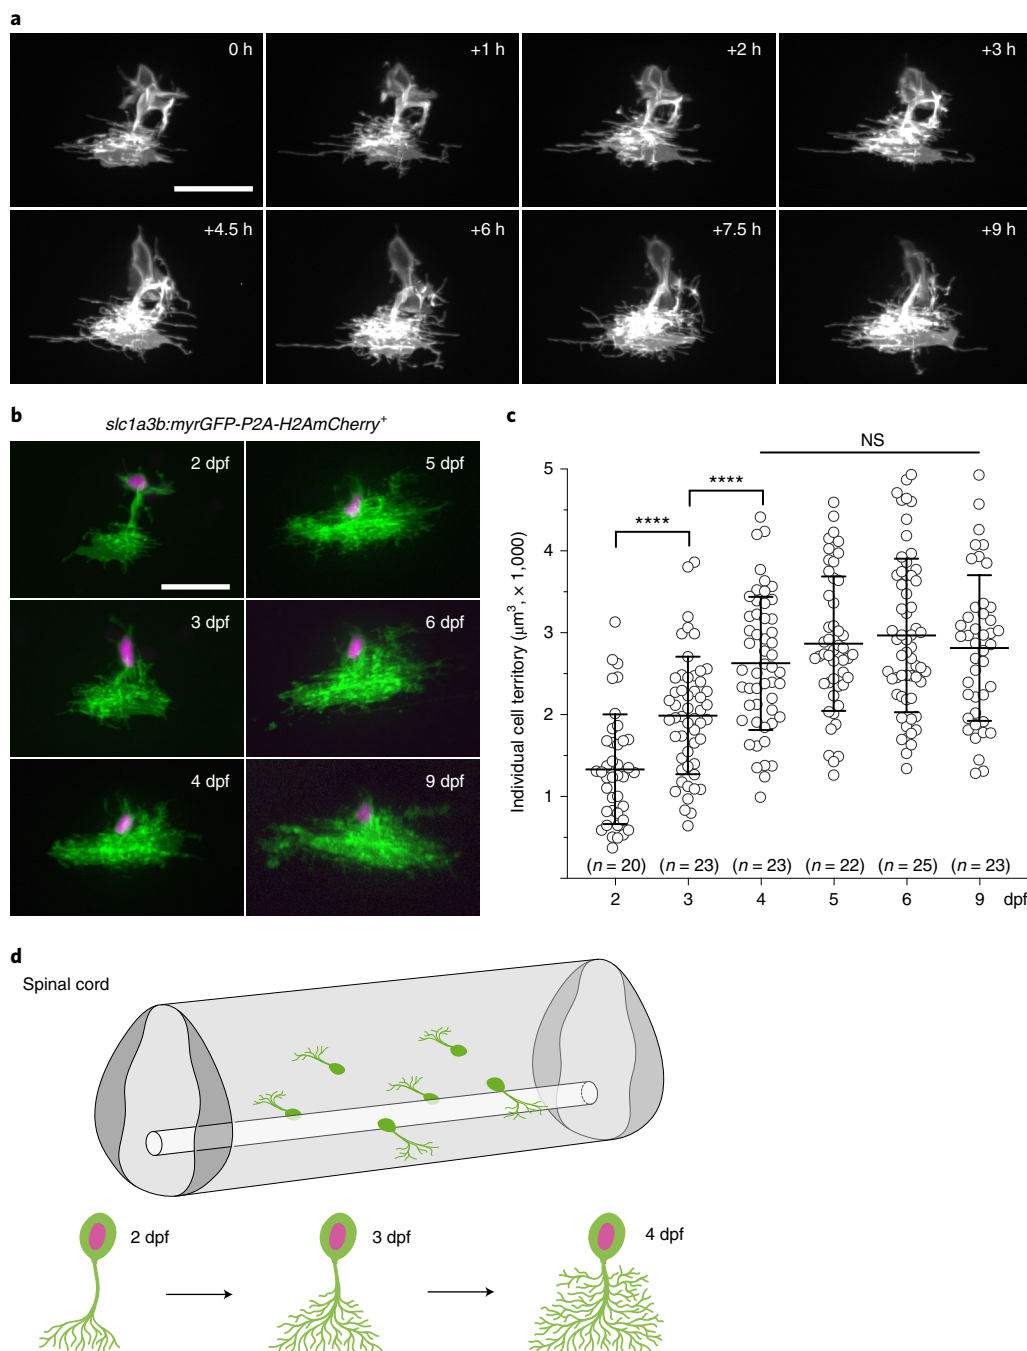 a
0 h
+1 h
+2 h
+3 h
+4.5 h
+6 h
+7.5 h
+9 h
b
slc1a3b:myrGFP-P2A-H2AmCherry+
2 dpf
5 dpf
3 dpf
6 dpf
4 dpf
9 dpf
c
NS
****
****
Individual cell territory (μm³, × 1,000)
5
4
3
2
1
(n = 20)
(n = 23)
(n = 23)
(n = 22)
(n = 25)
(n = 23)
2
3
4
5
6
9
dpf
d
Spinal cord
2 dpf
3 dpf
4 dpf